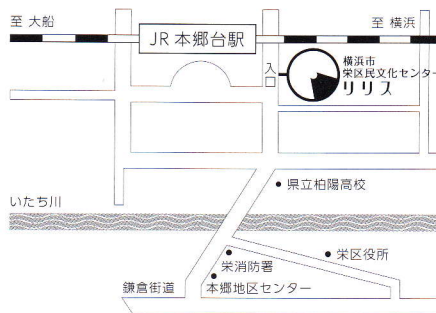 至 大船
至 横浜
JR 本郷台駅
入口
横浜市
栄区民文化センター
リリス
県立柏陽高校
いたち川
栄区役所
栄消防署
鎌倉街道
本郷地区センター